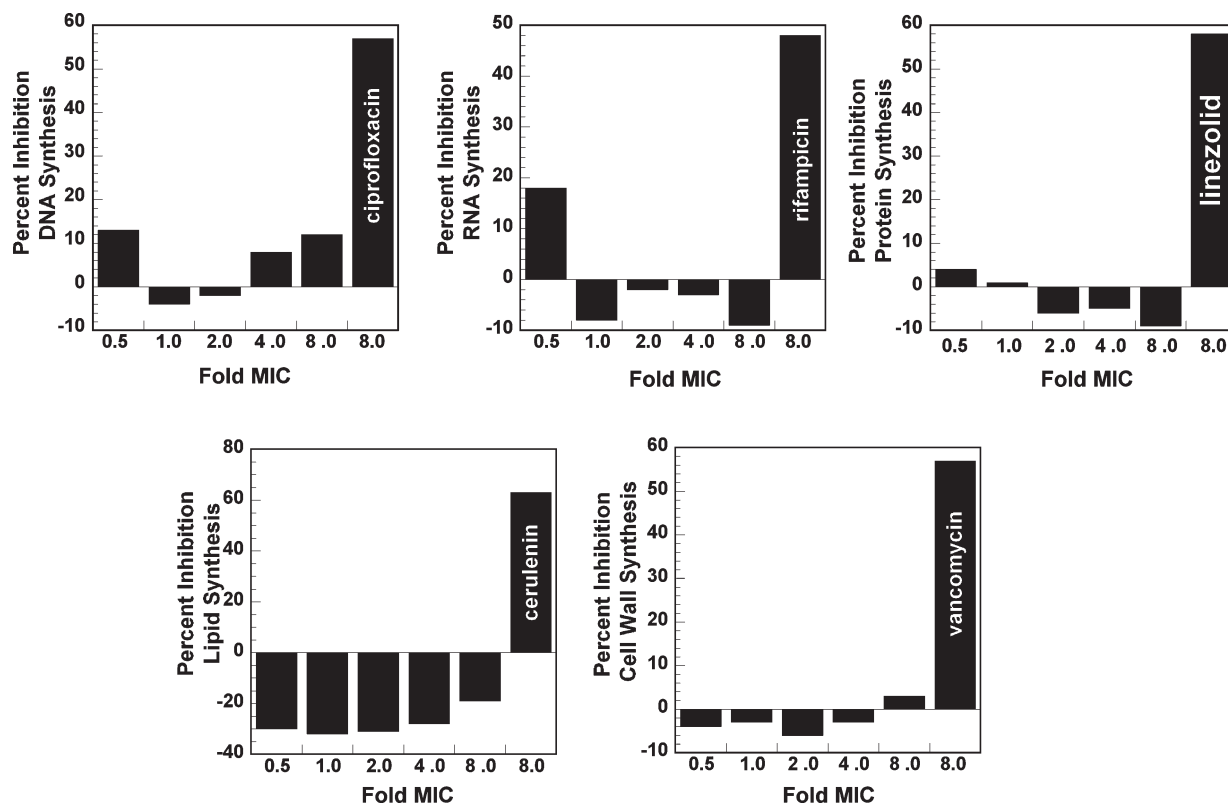 Percent Inhibition
DNA Synthesis
60
50
40
30
20
10
0
-10
ciprofloxacin
0.5 1.0 2.0 4.0 8 .0 8.0
Fold MIC
Percent Inhibition
RNA Synthesis
50
40
30
20
10
0
-10
rifampicin
0.5 1.0 2.0 4.0 8 .0 8.0
Fold MIC
Percent Inhibition
Protein Synthesis
60
50
40
30
20
10
0
-10
linezolid
0.5 1.0 2.0 4.0 8 .0 8.0
Fold MIC
Percent Inhibition
Lipid Synthesis
80
60
40
20
0
-20
-40
cerulenin
0.5 1.0 2.0 4 .0 8 .0 8.0
Fold MIC
Percent Inhibition
Cell Wall Synthesis
60
50
40
30
20
10
0
-10
vancomycin
0.5 1.0 2.0 4 .0 8 .0 8.0
Fold MIC